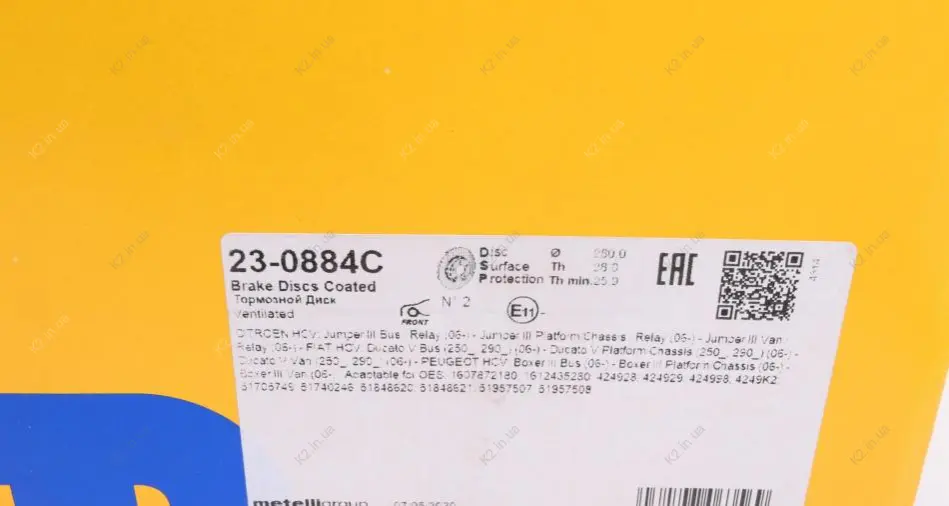 23-0884C
Brake Discs Coated
Тормозной Диск
Ventilated
FRONT
N° 2
Disc Ø 280.0
Surface Th 28.0
Protection Th min. 25.9
E11
EAC
CITROEN HCV: Jumper III Bus, Relay (06-) - Jumper III Platform/Chassis, Relay (06-) - Jumper III Van,
Relay (06-) - FIAT HCV: Ducato V Bus (250_, 290_) (06-) - Ducato V Platform/Chassis (250_, 290_) (06-) -
Ducato V Van (250_, 290_) (06-) - PEUGEOT HCV: Boxer III Bus (06-) - Boxer III Platform/Chassis (06-) -
Boxer III Van (06-) Adaptable for OES: 1607872180; 1612435280; 424928; 424929; 424998; 4249K2;
51740246; 51848620; 51848621; 51957507; 51957508
metelligroup
K2.in.ua